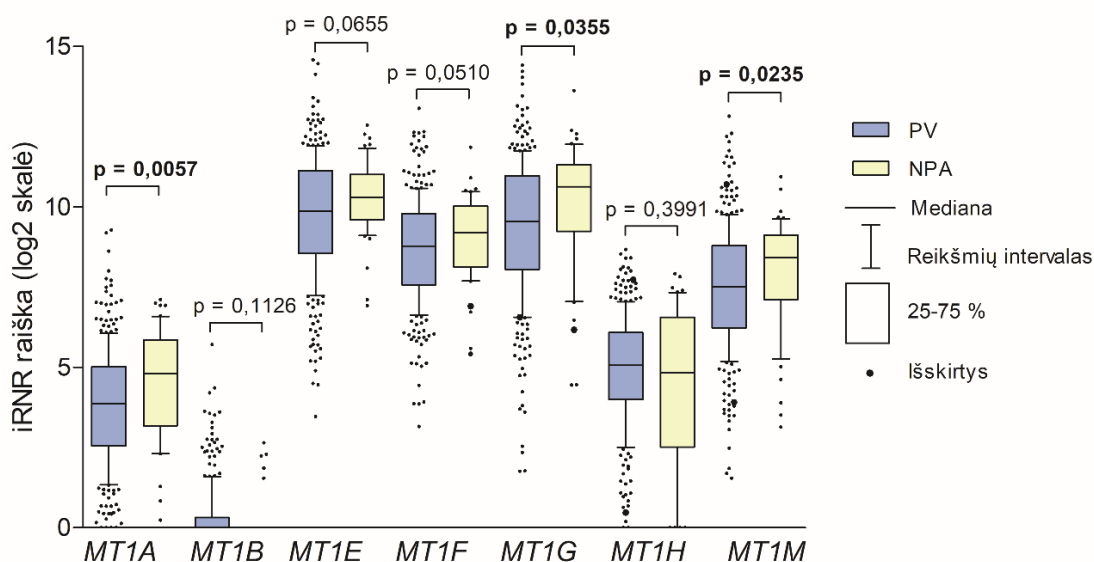 iRNR raiška (log2 skalė)
15
10
5
0
p = 0,0057
p = 0,1126
p = 0,0655
p = 0,0510
p = 0,0355
p = 0,3991
p = 0,0235
MT1A
MT1B
MT1E
MT1F
MT1G
MT1H
MT1M
PV
NPA
Mediana
Reikšmių intervalas
25-75 %
Išskirtys